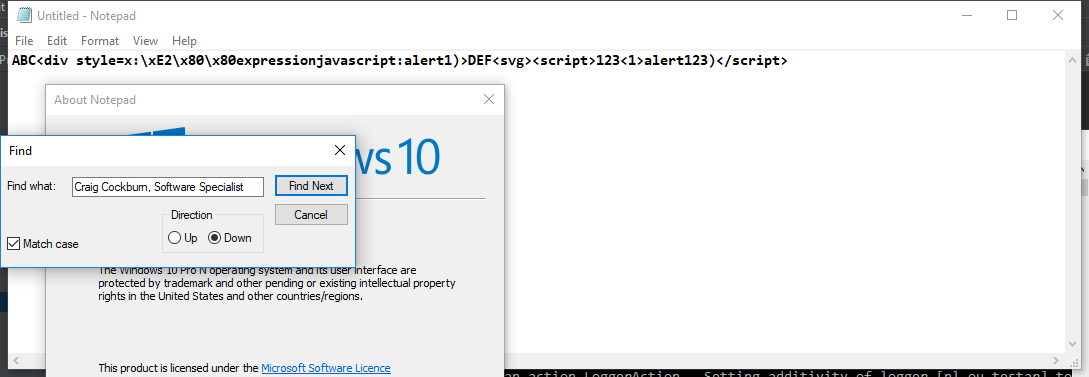 Untitled - Notepad
File Edit Format View Help
ABC<div style=x:\xE2\x80\x80expressionjavascript:alert1)>DEF<svg><script>123<1>alert123)</script>
About Notepad
ws 10
Find
Find what: Craig Cockburn, Software Specialist Find Next
Cancel
Direction
Up Down
Match case
The Windows 10 Pro N operating system and its user interface are
protected by trademark and other pending or existing intellectual property
rights in the United States and other countries/regions.
This product is licensed under the Microsoft Software Licence
an action LoggerAction - Setting additivity of logger [nl.ou.testar] to